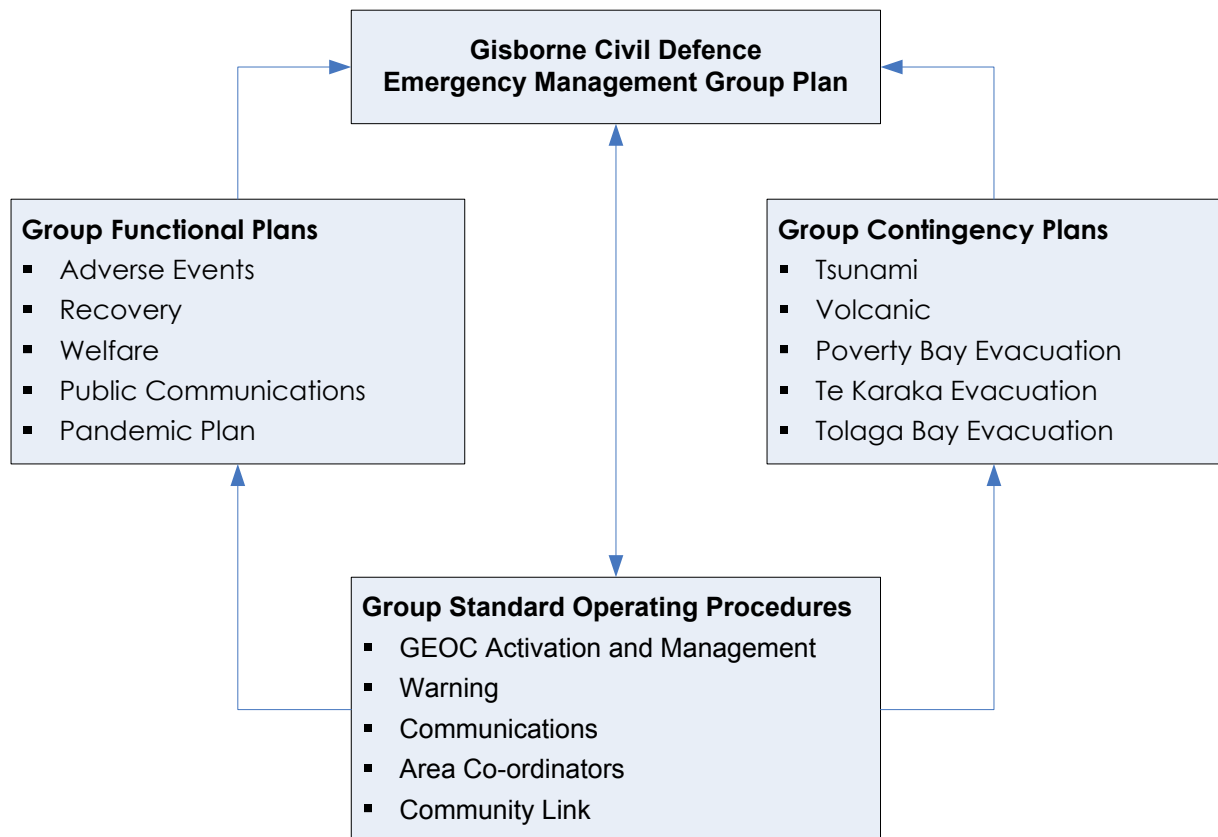 Gisborne Civil Defence
Emergency Management Group Plan
Group Functional Plans
▪ Adverse Events
▪ Recovery
▪ Welfare
▪ Public Communications
▪ Pandemic Plan
Group Contingency Plans
▪ Tsunami
▪ Volcanic
▪ Poverty Bay Evacuation
▪ Te Karaka Evacuation
▪ Tolaga Bay Evacuation
Group Standard Operating Procedures
▪ GEOC Activation and Management
▪ Warning
▪ Communications
▪ Area Co-ordinators
▪ Community Link